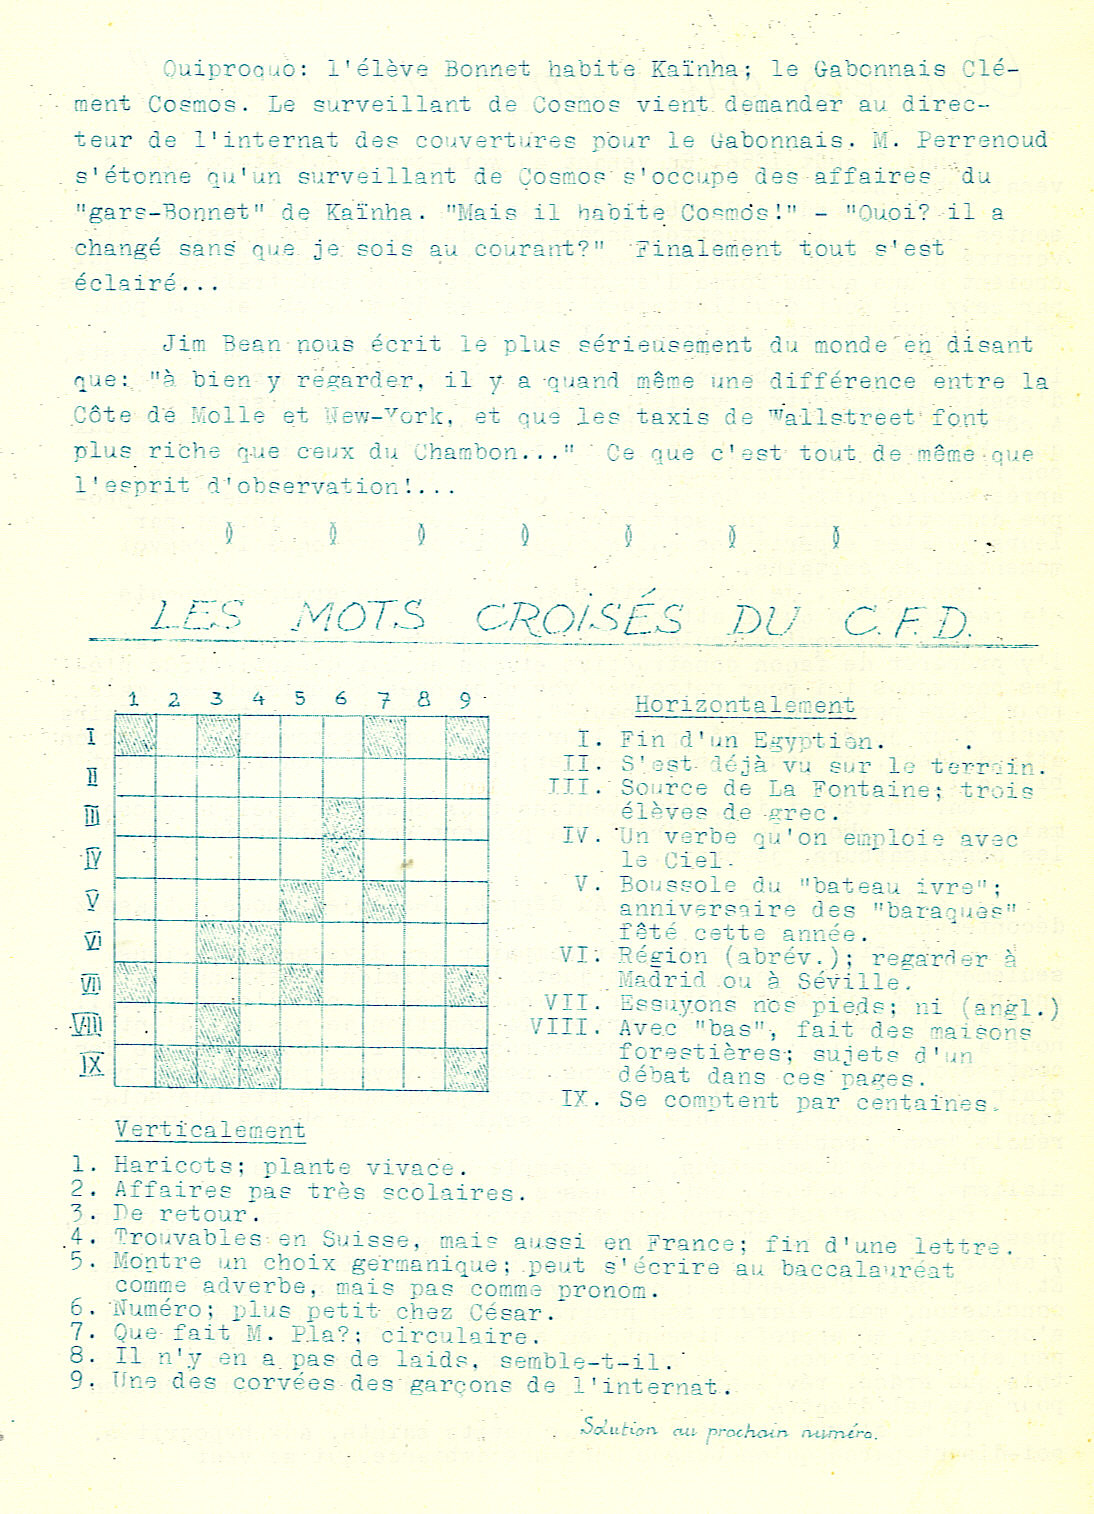 Quiproquo: l'élève Bonnet habite Kaïnha; le Gabonnais Clé-
ment Cosmos. Le surveillant de Cosmos vient demander au direc-
teur de l'internat des couvertures pour le Gabonnais. M. Perrenoud
s'étonne qu'un surveillant de Cosmos s'occupe des affaires du
"gars-Bonnet" de Kaïnha. "Mais il habite Cosmos!" - "Quoi? il a
changé sans que je sois au courant?" Finalement tout s'est
éclairé...
Jim Bean nous écrit le plus sérieusement du monde en disant
que: "à bien y regarder, il y a quand même une différence entre la
Côte de Molle et New-York, et que les taxis de Wallstreet font
plus riche que ceux du Chambon..." Ce que c'est tout de même que
l'esprit d'observation!...
LES MOTS CROISÉS DU C.F.D.
1 2 3 4 5 6 7 8 9
I
II
III
IV
V
VI
VII
VIII
IX
Horizontalement
I. Fin d'un Egyptien.
II. S'est déjà vu sur le terrain.
III. Source de La Fontaine; trois
élèves de grec.
IV. Un verbe qu'on emploie avec
le Ciel.
V. Boussole du "bateau ivre";
anniversaire des "baraques"
fêté cette année.
VI. Région (abrév.); regarder à
Madrid ou à Séville.
VII. Essuyons nos pieds; ni (angl.)
VIII. Avec "bas", fait des maisons
forestières; sujets d'un
débat dans ces pages.
IX. Se comptent par centaines.
Verticalement
1. Haricots; plante vivace.
2. Affaires pas très scolaires.
3. De retour.
4. Trouvables en Suisse, mais aussi en France; fin d'une lettre.
5. Montre un choix germanique; peut s'écrire au baccalauréat
comme adverbe, mais pas comme pronom.
6. Numéro; plus petit chez César.
7. Que fait M. Pla?; circulaire.
8. Il n'y en a pas de laids, semble-t-il.
9. Une des corvées des garçons de l'internat.
Solution au prochain numéro.